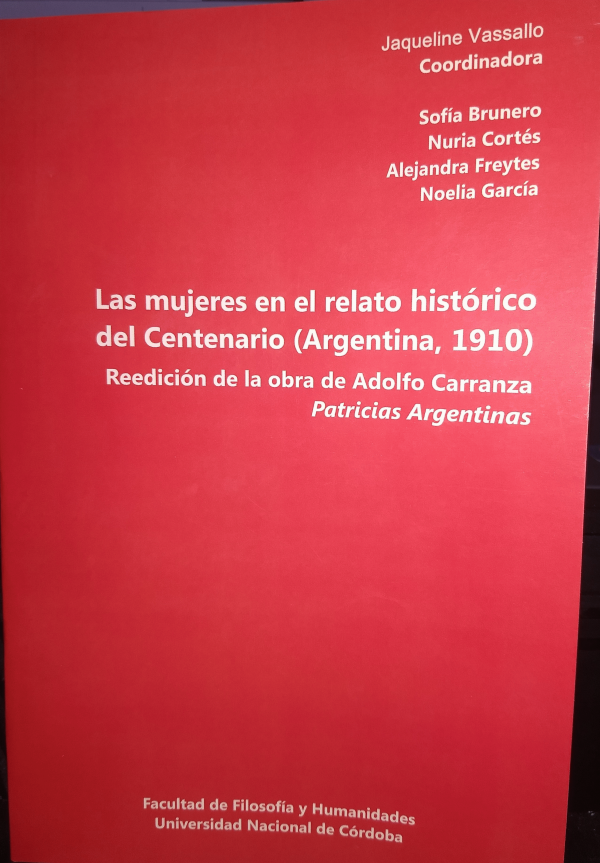 Jaqueline Vassallo
Coordinadora
Sofía Brunero
Nuria Cortés
Alejandra Freytes
Noelia García
Las mujeres en el relato histórico
del Centenario (Argentina, 1910)
Reedición de la obra de Adolfo Carranza
Patricias Argentinas
Facultad de Filosofía y Humanidades
Universidad Nacional de Córdoba